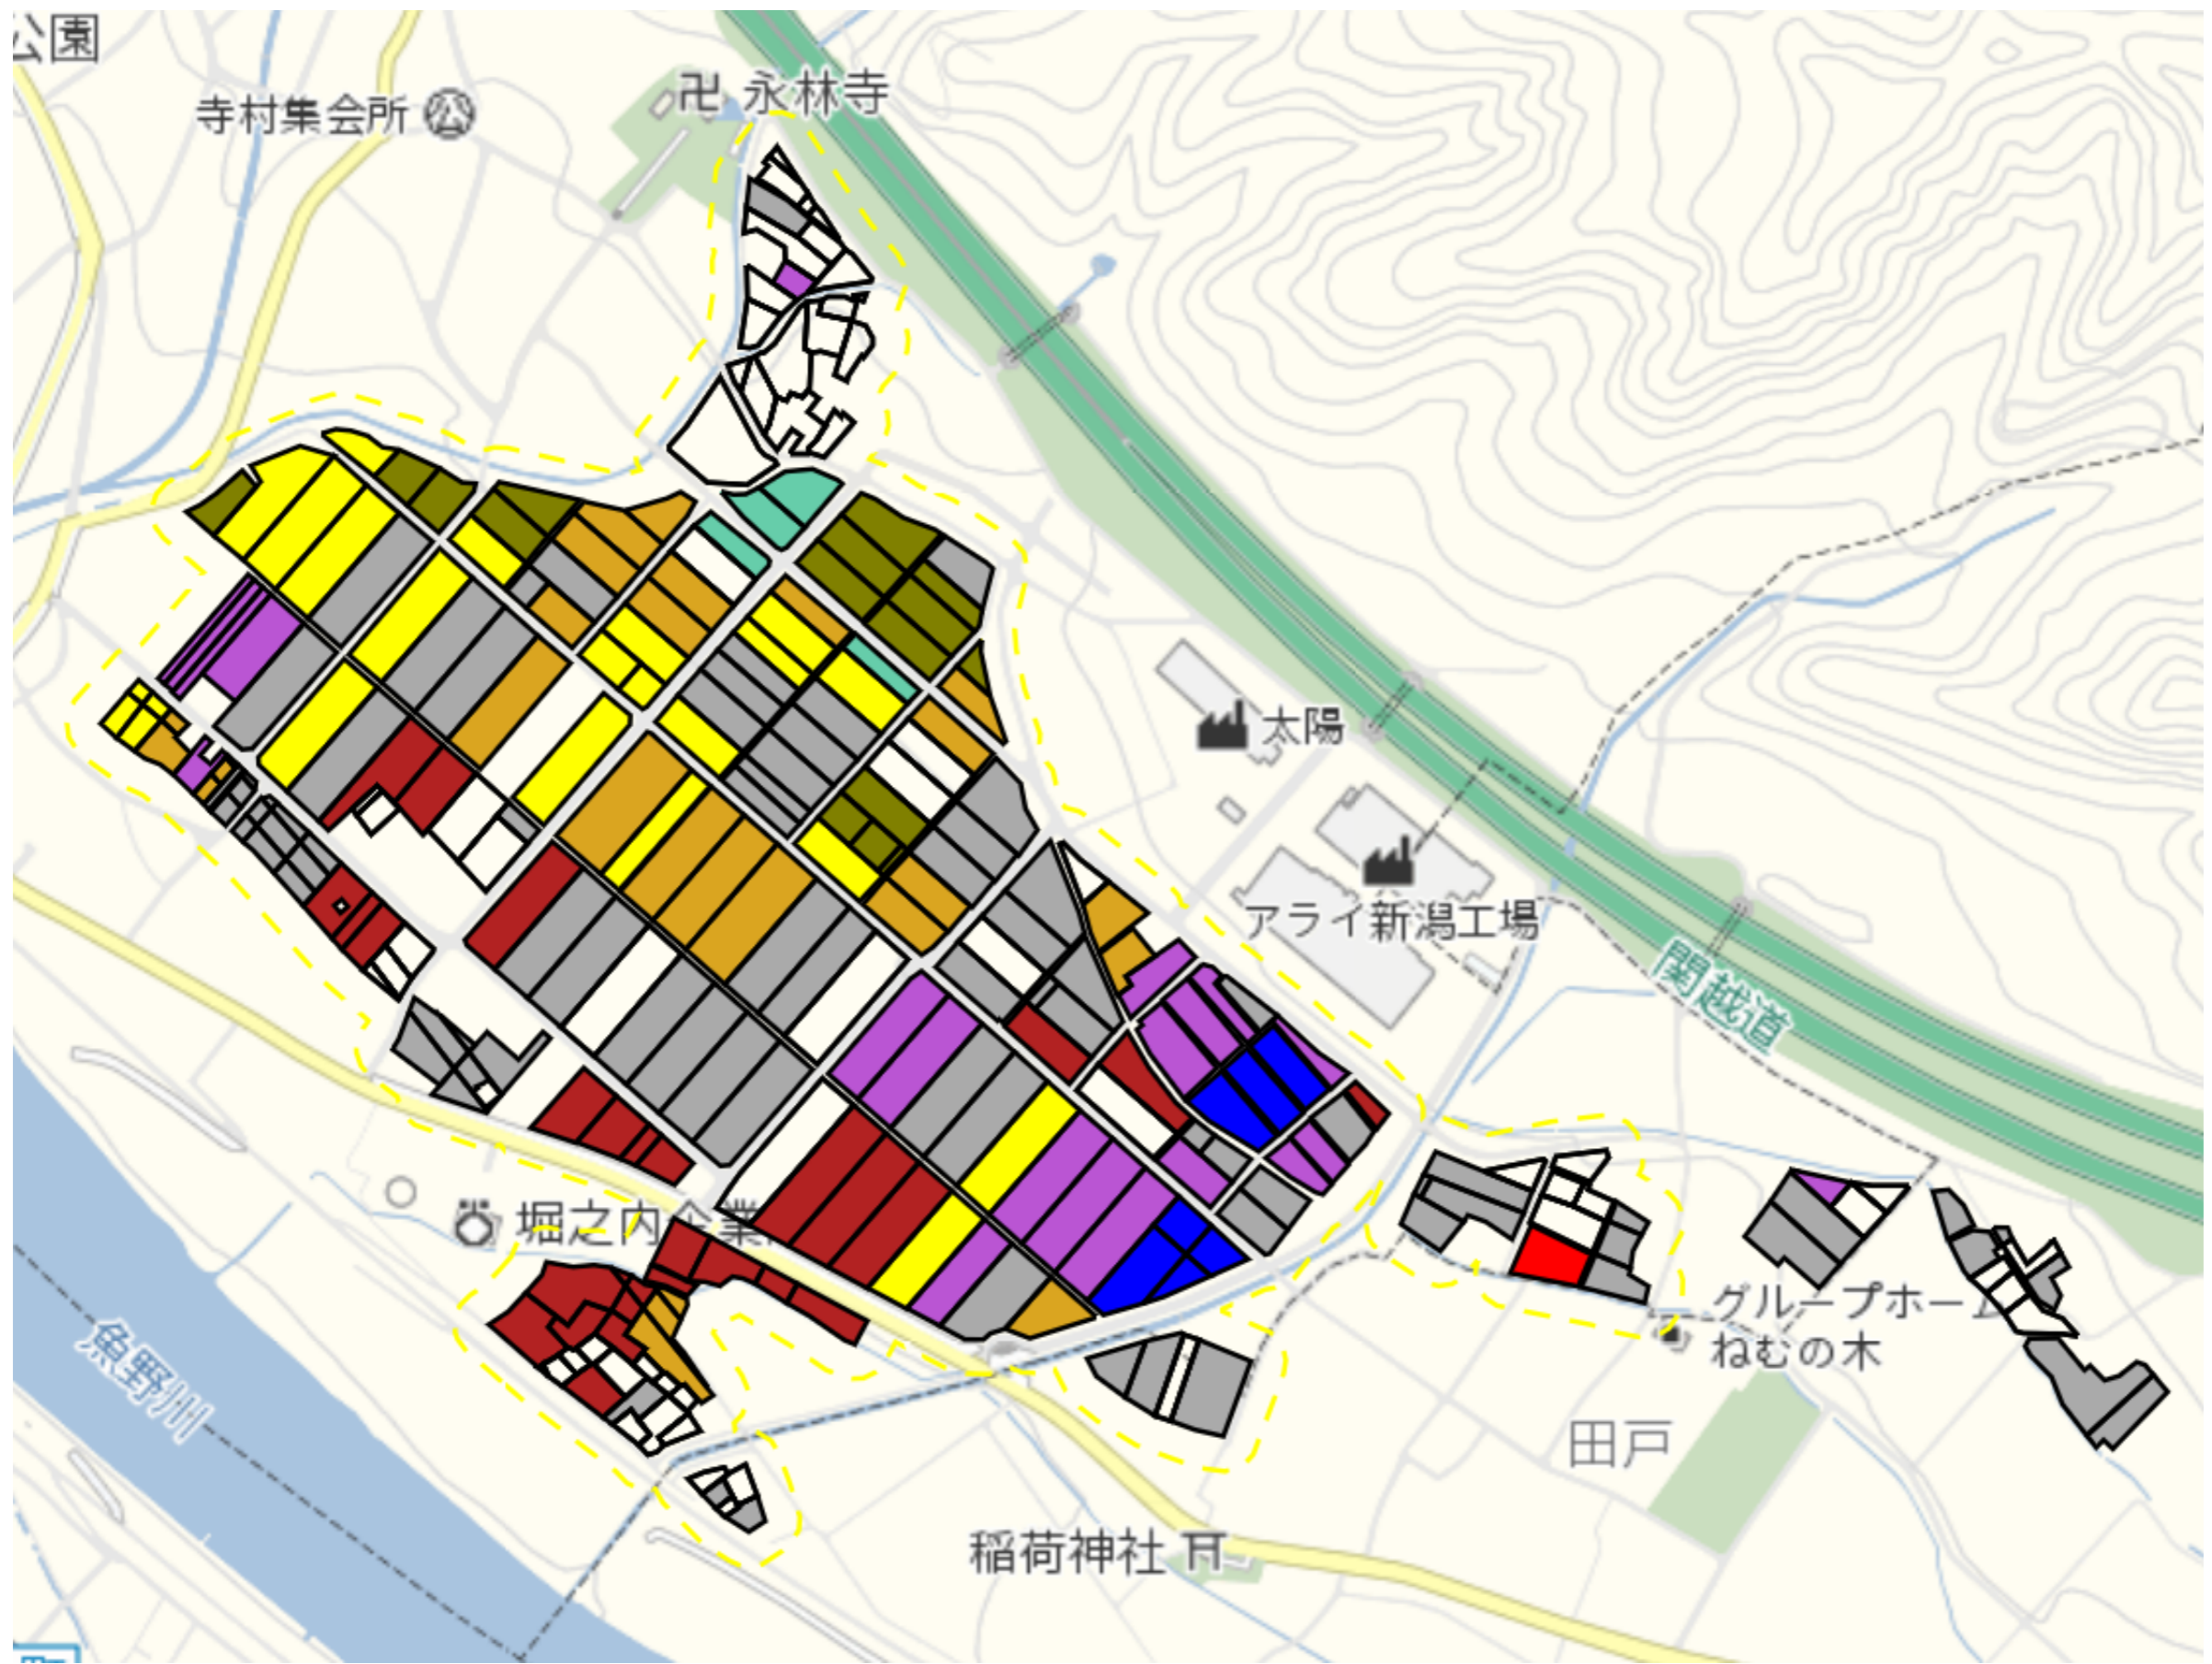 公園
寺村集会所
卍 永林寺
太陽
アライ新潟工場
関越道
堀之内企業
グループホーム
ねむの木
魚野川
田戸
稲荷神社
町